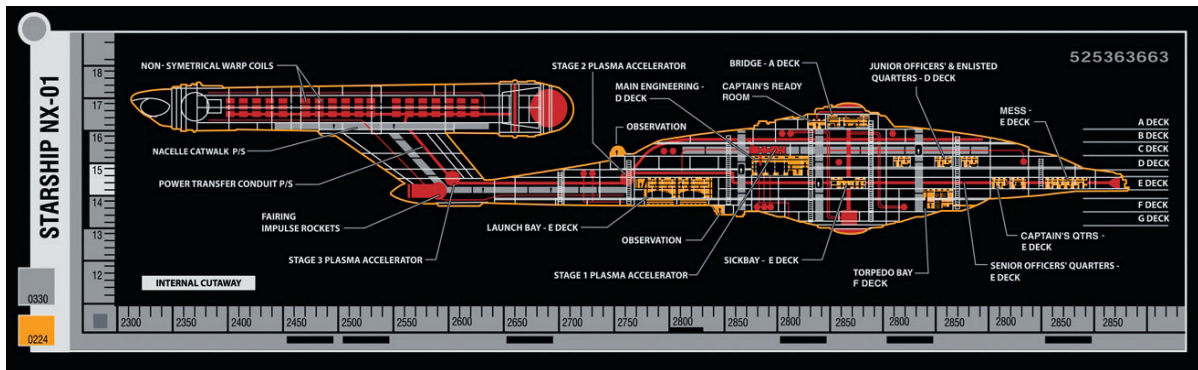 STARSHIP NX-01
525363663
NON- SYMETRICAL WARP COILS
STAGE 2 PLASMA ACCELERATOR
BRIDGE - A DECK
JUNIOR OFFICERS' & ENLISTED
QUARTERS - D DECK
MAIN ENGINEERING -
D DECK
CAPTAIN'S READY
ROOM
MESS -
E DECK
OBSERVATION
NACELLE CATWALK P/S
POWER TRANSFER CONDUIT P/S
FAIRING
IMPULSE ROCKETS
STAGE 3 PLASMA ACCELERATOR
LAUNCH BAY - E DECK
OBSERVATION
STAGE 1 PLASMA ACCELERATOR
SICKBAY - E DECK
TORPEDO BAY
F DECK
CAPTAIN'S QTRS -
E DECK
SENIOR OFFICERS' QUARTERS -
E DECK
A DECK
B DECK
C DECK
D DECK
E DECK
F DECK
G DECK
INTERNAL CUTAWAY
18
17
16
15
14
13
12
0330
0224
2300 2350 2400 2450 2500 2550 2600 2700 2750 2800 2850 2800 2850 2800 2850 2800 2850 2850